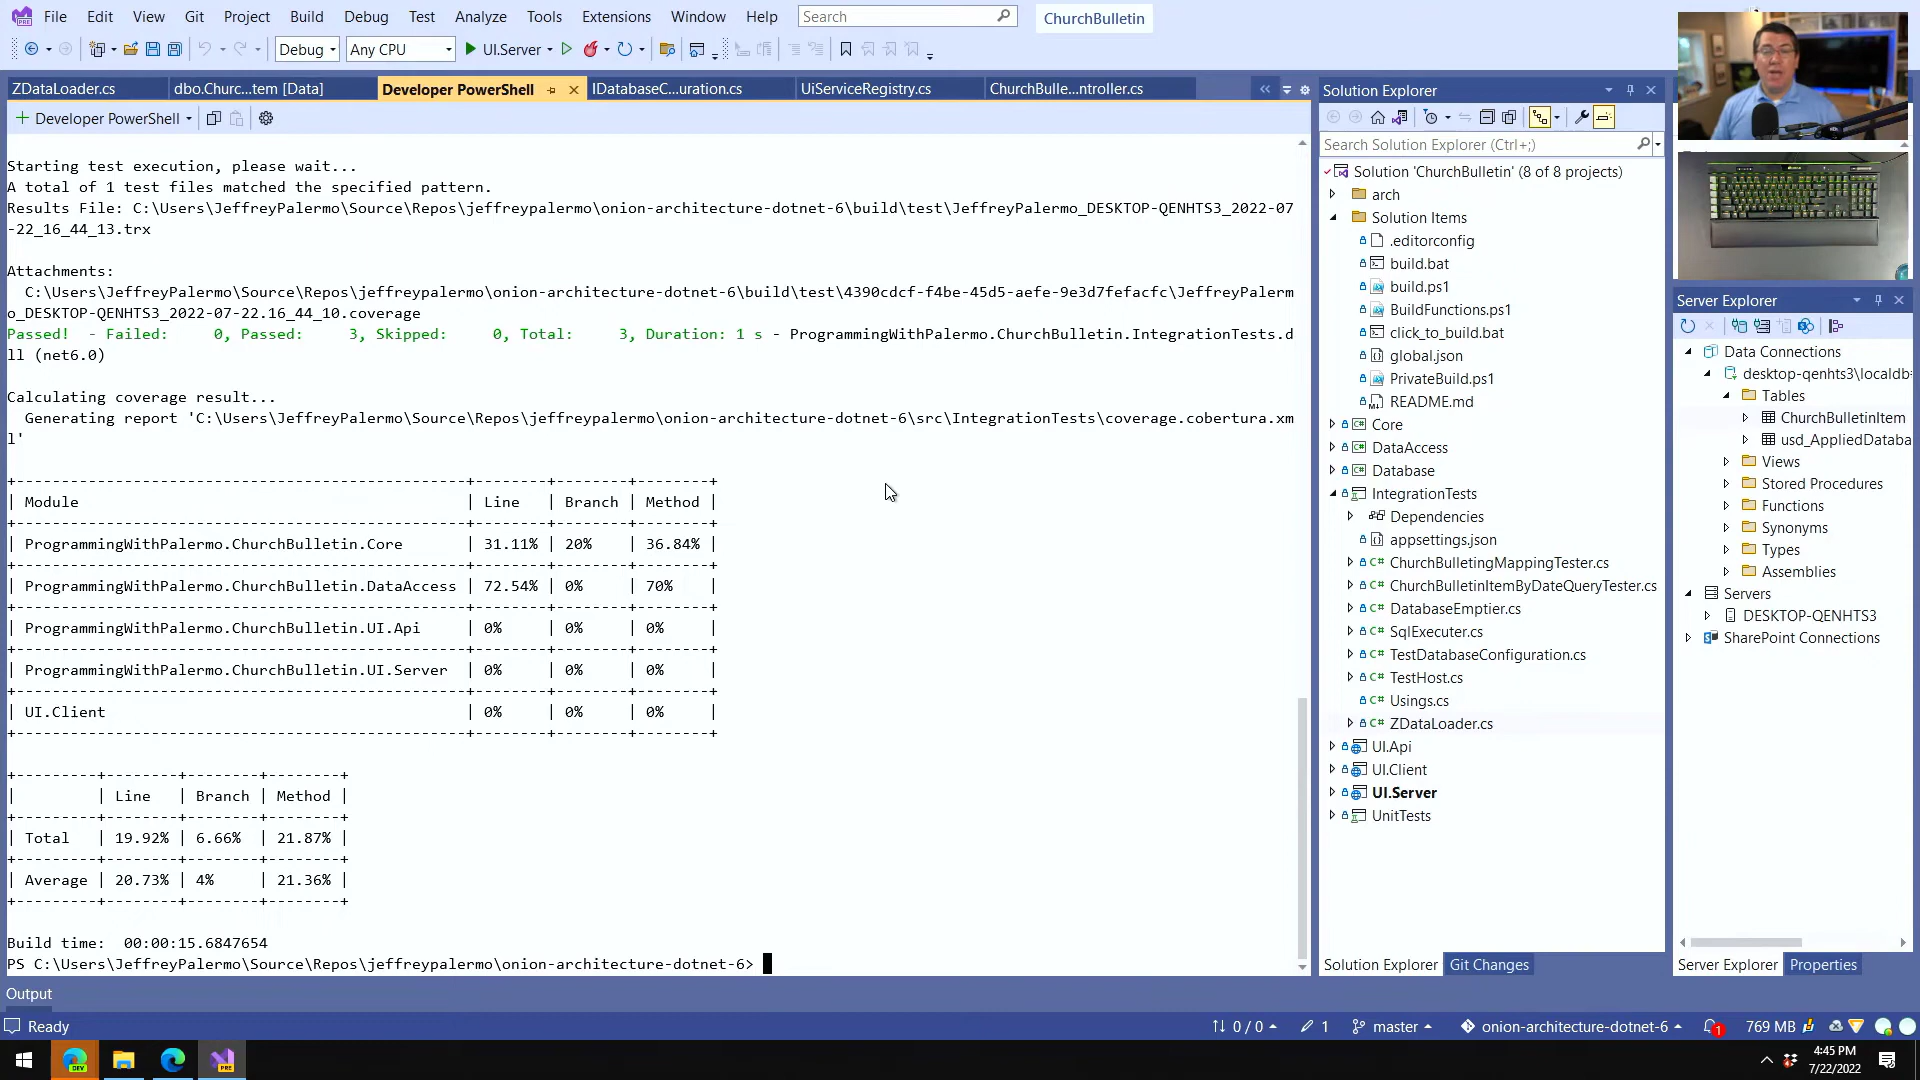 File Edit View Git Project Build Debug Test Analyze Tools Extensions Window Help Search ChurchBulletin
Debug Any CPU UI.Server
ZDataLoader.cs dbo.Churc...tem [Data] Developer PowerShell IDatabaseC...uration.cs UiServiceRegistry.cs ChurchBulle...ntroller.cs
+ Developer PowerShell
Starting test execution, please wait...
A total of 1 test files matched the specified pattern.
Results File: C:\Users\JeffreyPalermo\Source\Repos\jeffreypalermo\onion-architecture-dotnet-6\build\test\JeffreyPalermo_DESKTOP-QENHTS3_2022-07
-22_16_44_13.trx
Attachments:
C:\Users\JeffreyPalermo\Source\Repos\jeffreypalermo\onion-architecture-dotnet-6\build\test\4390cdcf-f4be-45d5-aefe-9e3d7fefacfc\JeffreyPalerm
o_DESKTOP-QENHTS3_2022-07-22.16_44_10.coverage
Passed! - Failed: 0, Passed: 3, Skipped: 0, Total: 3, Duration: 1 s - ProgrammingWithPalermo.ChurchBulletin.IntegrationTests.d
ll (net6.0)
Calculating coverage result...
Generating report 'C:\Users\JeffreyPalermo\Source\Repos\jeffreypalermo\onion-architecture-dotnet-6\src\IntegrationTests\coverage.cobertura.xm
l'
| Module | Line | Branch | Method |
| ProgrammingWithPalermo.ChurchBulletin.Core | 31.11% | 20% | 36.84% |
| ProgrammingWithPalermo.ChurchBulletin.DataAccess | 72.54% | 0% | 70% |
| ProgrammingWithPalermo.ChurchBulletin.UI.Api | 0% | 0% | 0% |
| ProgrammingWithPalermo.ChurchBulletin.UI.Server | 0% | 0% | 0% |
| UI.Client | 0% | 0% | 0% |
| | Line | Branch | Method |
| Total | 19.92% | 6.66% | 21.87% |
| Average | 20.73% | 4% | 21.36% |
Build time: 00:00:15.6847654
PS C:\Users\JeffreyPalermo\Source\Repos\jeffreypalermo\onion-architecture-dotnet-6>
Solution Explorer
Search Solution Explorer (Ctrl+;)
Solution 'ChurchBulletin' (8 of 8 projects)
arch
Solution Items
.editorconfig
build.bat
build.ps1
BuildFunctions.ps1
click_to_build.bat
global.json
PrivateBuild.ps1
README.md
Core
DataAccess
Database
IntegrationTests
Dependencies
appsettings.json
ChurchBulletingMappingTester.cs
ChurchBulletinItemByDateQueryTester.cs
DatabaseEmptier.cs
SqlExecuter.cs
TestDatabaseConfiguration.cs
TestHost.cs
Usings.cs
ZDataLoader.cs
UI.Api
UI.Client
UI.Server
UnitTests
Solution Explorer Git Changes
Server Explorer
Data Connections
desktop-qenhts3\localdb
Tables
ChurchBulletinItem
usd_AppliedDataba
Views
Stored Procedures
Functions
Synonyms
Types
Assemblies
Servers
DESKTOP-QENHTS3
SharePoint Connections
Server Explorer Properties
Output
Ready 0 / 0 1 master onion-architecture-dotnet-6 1 769 MB
DEV PRE 4:45 PM
7/22/2022